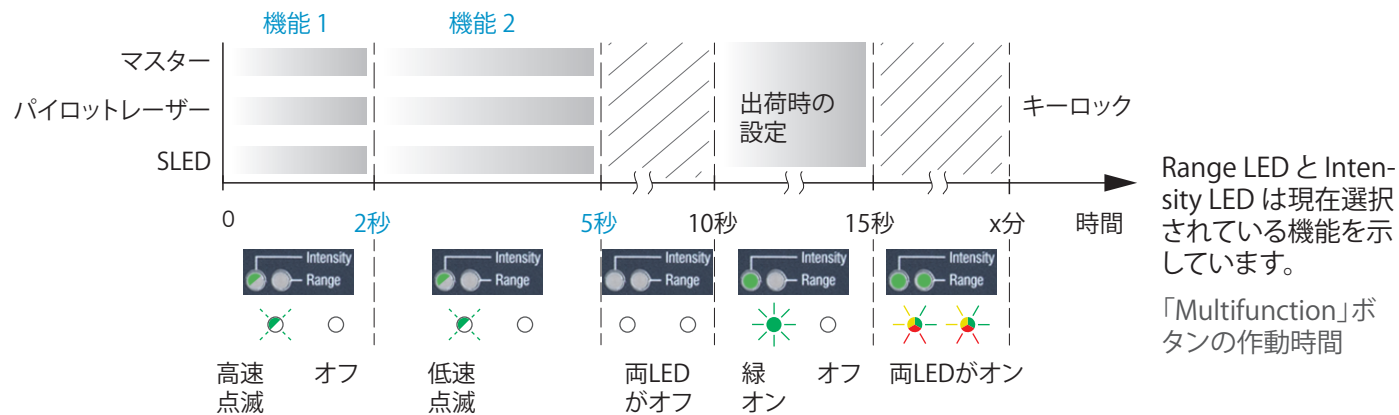 機能 1 機能 2
マスター
パイロットレーザー
SLED
出荷時の
設定
キーロック
0 2秒 5秒 10秒 15秒 x分 時間
Intensity Intensity Intensity Intensity Intensity
Range Range Range Range Range
高速
点滅
オフ
低速
点滅
両LED
がオフ
緑
オン
オフ
両LEDがオン
Range LED と Inten-
sity LED は現在選択
されている機能を示
しています。
「Multifunction」ボ
タンの作動時間